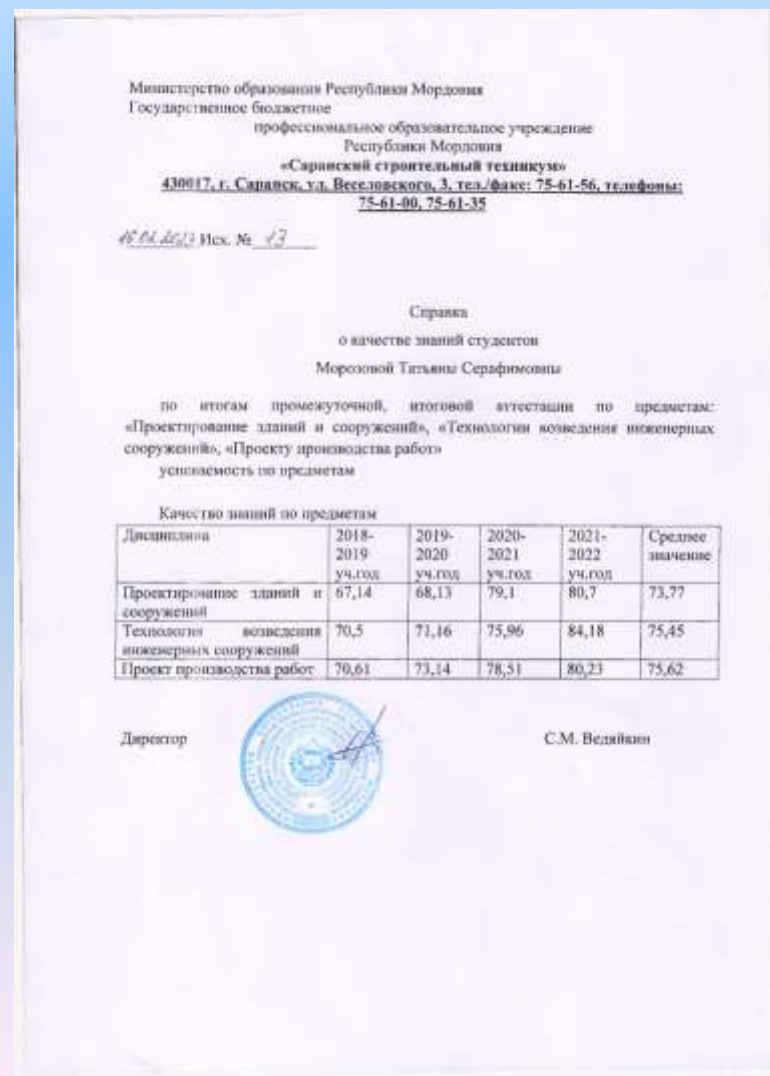 Министерство образования Республики Мордовия
Государственное бюджетное
профессиональное образовательное учреждение
Республики Мордовия
«Саранский строительный техникум»
430017, г. Саранск, ул. Веселовского, 3, тел./факс: 75-61-56, телефоны:
75-61-00, 75-61-35
Исх. № 13
Справка
о качестве знаний студентов
Морозовой Татьяны Серафимовны
по итогам промежуточной, итоговой аттестации по предметам:
«Проектирование зданий и сооружений», «Технологии возведения инженерных
сооружений», «Проекту производства работ»
успеваемость по предметам
Качество знаний по предметам
Дисциплина 2018-2019 уч.год 2019-2020 уч.год 2020-2021 уч.год 2021-2022 уч.год Среднее значение
Проектирование зданий и сооружений 67,14 68,13 79,1 80,7 73,77
Технология возведения инженерных сооружений 70,5 71,16 75,96 84,18 75,45
Проект производства работ 70,61 73,14 78,51 80,23 75,62
Директор С.М. Ведяйкин